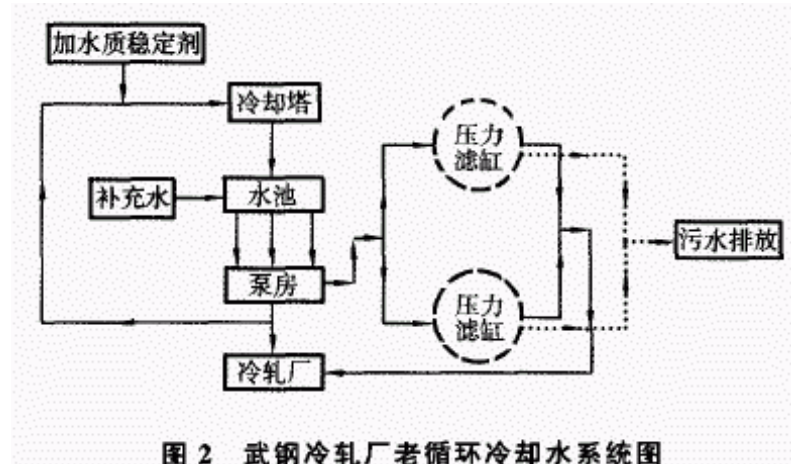 加水质稳定剂
冷却塔
压力
滤缸
补充水
水池
污水排放
泵房
压力
滤缸
冷轧厂
图 2 武钢冷轧厂老循环冷却水系统图